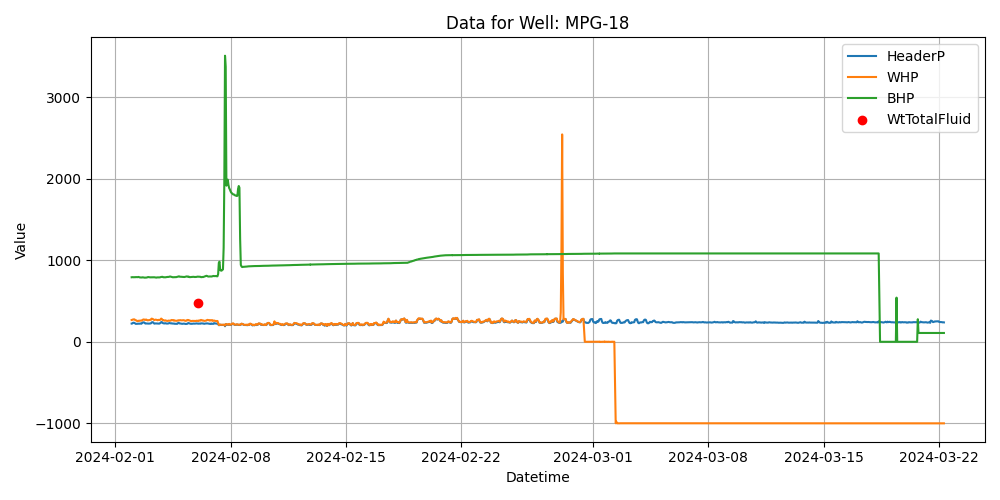 Data for Well: MPG-18
HeaderP
WHP
BHP
WtTotalFluid
Value
3000
2000
1000
0
−1000
2024-02-01
2024-02-08
2024-02-15
2024-02-22
2024-03-01
2024-03-08
2024-03-15
2024-03-22
Datetime